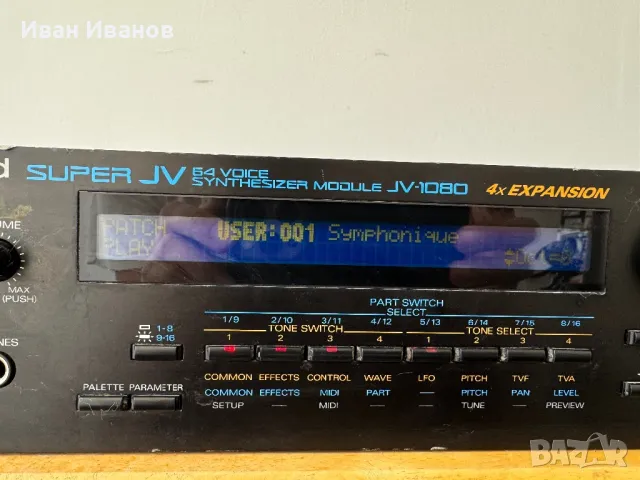 Иван Иванов
SUPER JV 64 VOICE SYNTHESIZER MODULE JV-1080 4x EXPANSION
PATCH PLAY USER:001 Symphonique
MAX
(PUSH)
PART SWITCH
SELECT
1/9 2/10 3/11 4/12 5/13 6/14 7/15 8/16
TONE SWITCH TONE SELECT
1 2 3 4 1 2 3 4
1-8
9-16
COMMON EFFECTS CONTROL WAVE LFO PITCH TVF TVA
PALETTE PARAMETER
COMMON EFFECTS MIDI PART PITCH PAN LEVEL
SETUP MIDI TUNE PREVIEW
BAZAR